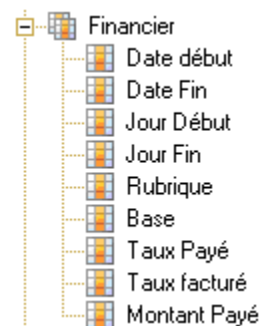 Financier
Date début
Date Fin
Jour Début
Jour Fin
Rubrique
Base
Taux Payé
Taux facturé
Montant Payé